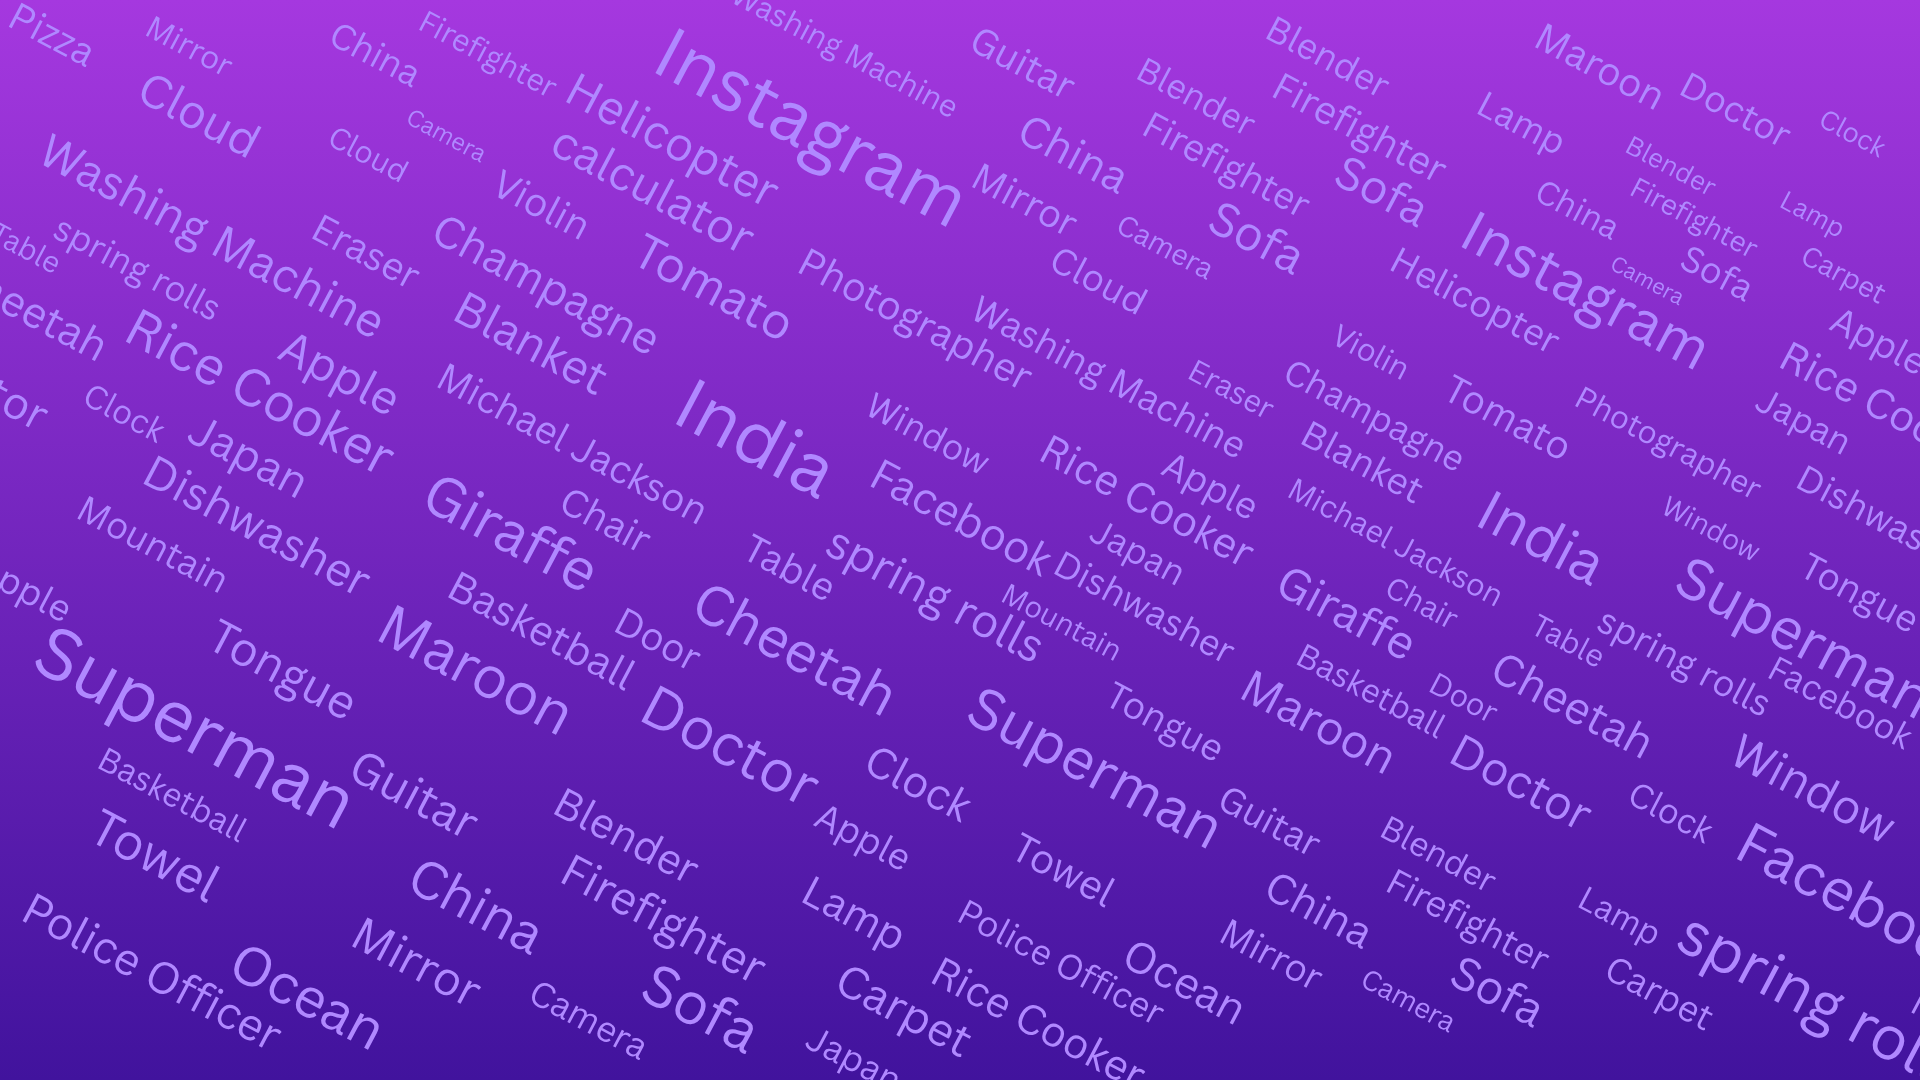 Pizza
Mirror
China
Firefighter
Instagram
Washing Machine
Guitar
Blender
Blender
Maroon
Doctor
Clock
Cloud
Cloud
Camera
Helicopter
calculator
China
Firefighter
Firefighter
Lamp
Blender
Firefighter
Lamp
Washing Machine
Violin
Mirror
Camera
Sofa
Sofa
China
Camera
Sofa
Carpet
Table
spring rolls
Eraser
Champagne
Tomato
Photographer
Cloud
Helicopter
Instagram
Apple
eetah
Rice Cooker
Apple
Blanket
Washing Machine
Eraser
Violin
Champagne
Tomato
Photographer
Rice Coo
Japan
tor
Clock
Japan
Michael Jackson
India
Window
Rice Cooker
Apple
Blanket
Michael Jackson
India
Window
Dishwas
Dishwasher
Mountain
Giraffe
Chair
Table
Facebook
spring rolls
Japan
Dishwasher
Mountain
Giraffe
Chair
Table
spring rolls
Superman
Tongue
Facebook
pple
Superman
Tongue
Maroon
Basketball
Door
Cheetah
Doctor
Superman
Tongue
Maroon
Basketball
Door
Cheetah
Doctor
Window
Basketball
Guitar
Blender
Clock
Apple
Towel
Guitar
Blender
Clock
Facebo
Towel
China
Firefighter
Lamp
Police Officer
China
Firefighter
Lamp
spring rol
Police Officer
Ocean
Mirror
Camera
Sofa
Carpet
Rice Cooker
Ocean
Mirror
Camera
Sofa
Carpet
Japan